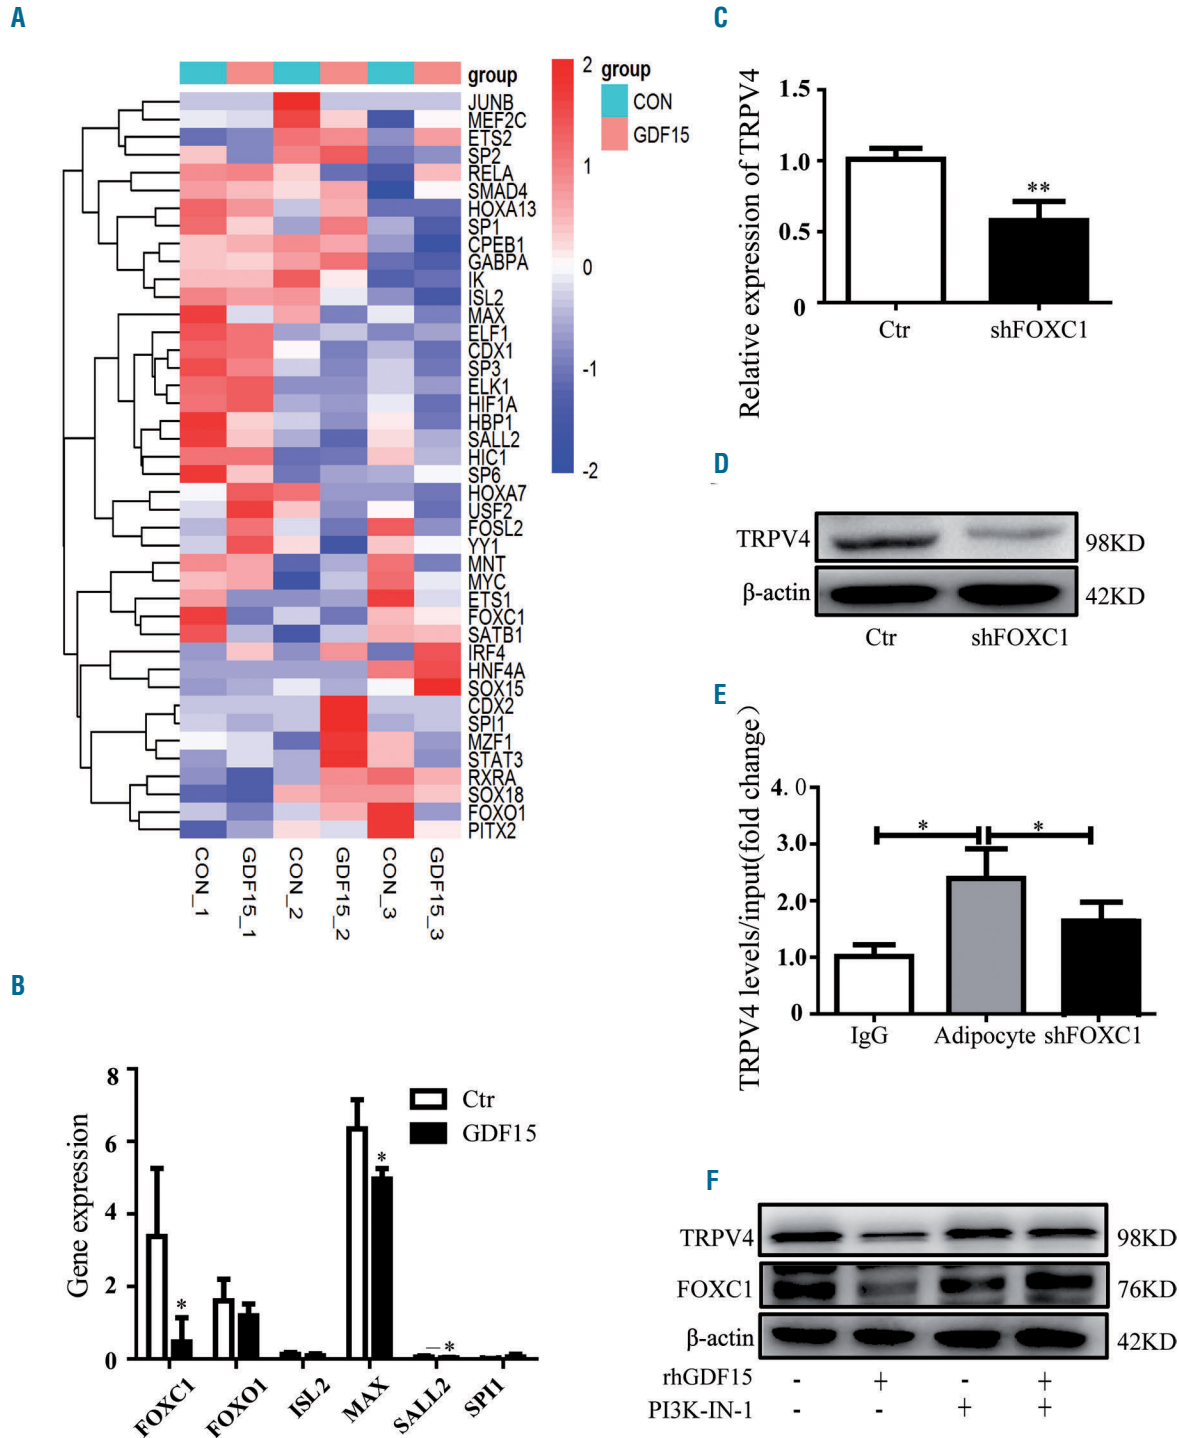 A
group
JUNB
MEF2C
ETS2
SP2
RELA
SMAD4
HOXA13
SP1
CPEB1
GABPA
IK
ISL2
MAX
ELF1
CDX1
SP3
ELK1
HIF1A
HBP1
SALL2
HIC1
SP6
HOXA7
USF2
FOSL2
YY1
MNT
MYC
ETS1
FOXC1
SATB1
IRF4
HNF4A
SOX15
CDX2
SPI1
MZF1
STAT3
RXRA
SOX18
FOXO1
PITX2
CON_1
GDF15_1
CON_2
GDF15_2
CON_3
GDF15_3
2
1
0
-1
-2
group
CON
GDF15
B
Gene expression
8
6
4
2
0
Ctr
GDF15
*
*
– *
FOXC1
FOXO1
ISL2
MAX
SALL2
SPI1
C
Relative expression of TRPV4
1.5
1.0
0.5
0
**
Ctr
shFOXC1
D
TRPV4
98KD
β-actin
42KD
Ctr
shFOXC1
E
TRPV4 levels/input(fold change)
4. 0
3.0
2.0
1.0
0
*
*
IgG
Adipocyte
shFOXC1
F
TRPV4
98KD
FOXC1
76KD
β-actin
42KD
rhGDF15 - + - +
PI3K-IN-1 - - + +